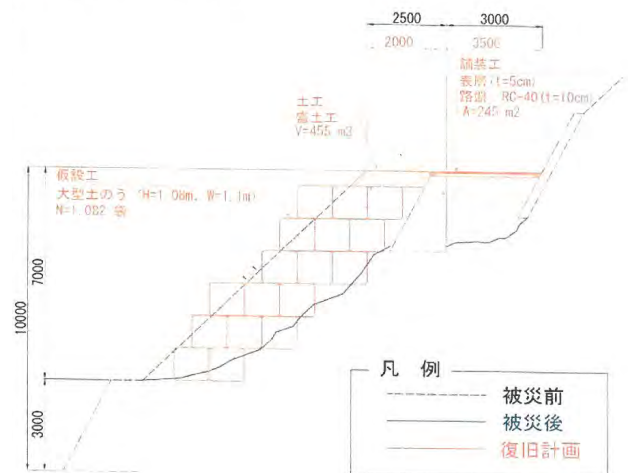 2500
3000
2000
3500
舗装工
表層 (t=5cm)
路盤 RC-40(t=10cm)
A=245 m2
土工
盛土工
V=455 m3
仮設工
大型土のう (H=1.08m, W=1.1m)
N=1,082 袋
7000
10000
3000
凡 例
被災前
被災後
復旧計画